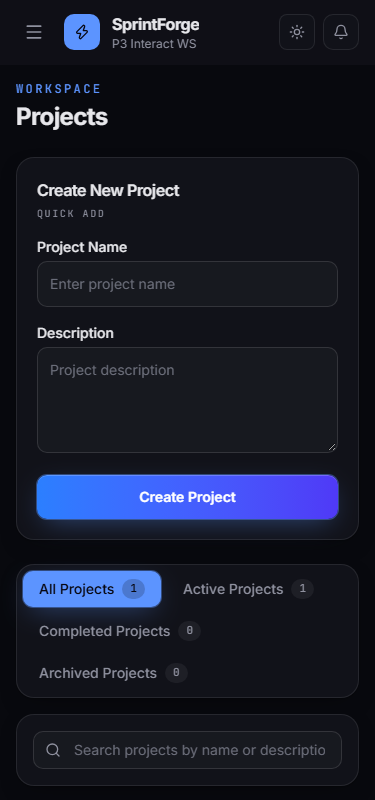 SprintForge
P3 Interact WS
WORKSPACE
Projects
Create New Project
QUICK ADD
Project Name
Enter project name
Description
Project description
Create Project
All Projects 1
Active Projects 1
Completed Projects 0
Archived Projects 0
Search projects by name or descriptio